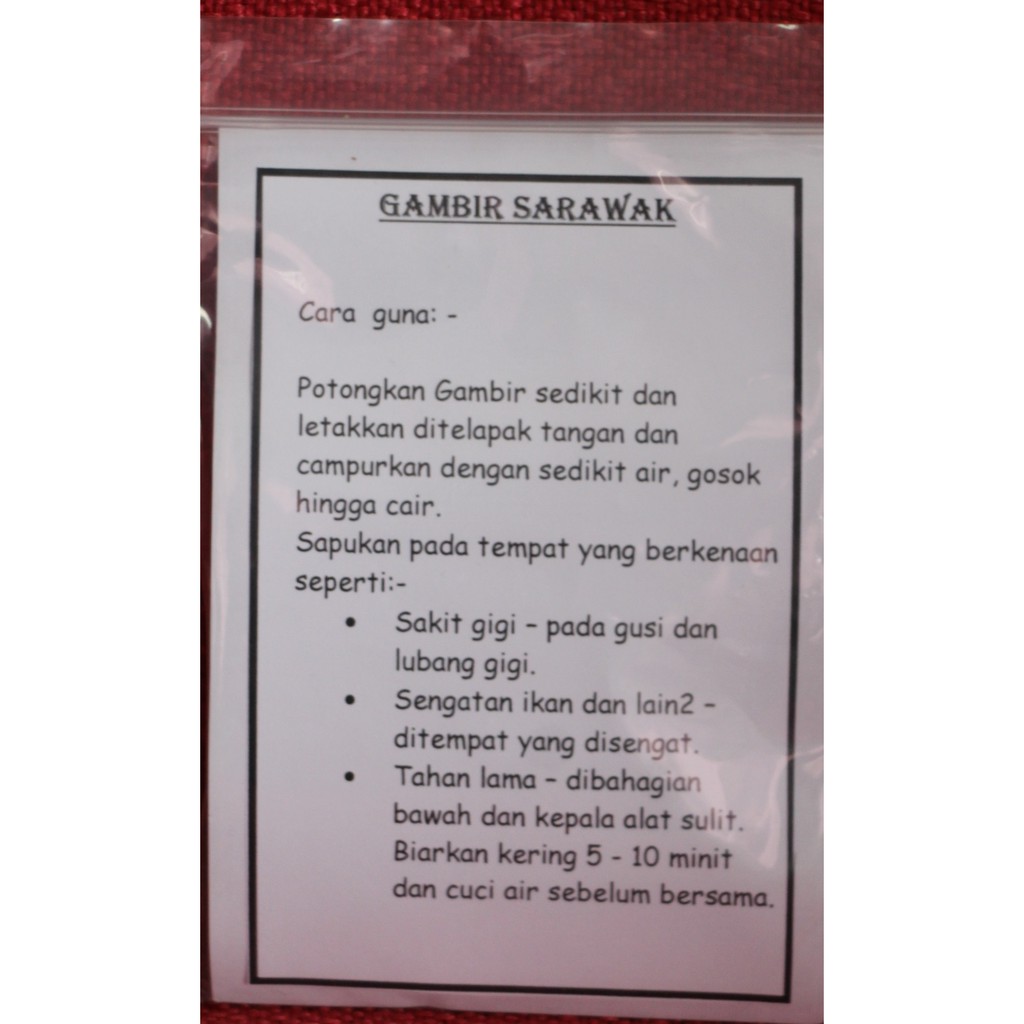 GAMBIR SARAWAK
Cara guna: -
Potongkan Gambir sedikit dan
letakkan ditelapak tangan dan
campurkan dengan sedikit air, gosok
hingga cair.
Sapukan pada tempat yang berkenaan
seperti:-
• Sakit gigi – pada gusi dan
lubang gigi.
• Sengatan ikan dan lain2 –
ditempat yang disengat.
• Tahan lama – dibahagian
bawah dan kepala alat sulit.
Biarkan kering 5 - 10 minit
dan cuci air sebelum bersama.